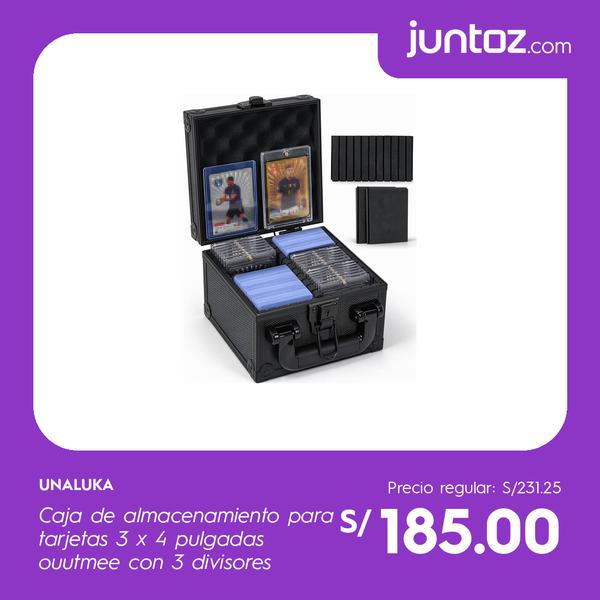 juntoz.com
UNALUKA
Caja de almacenamiento para
tarjetas 3 x 4 pulgadas
ouutmee con 3 divisores
Precio regular: S/231.25
S/185.00